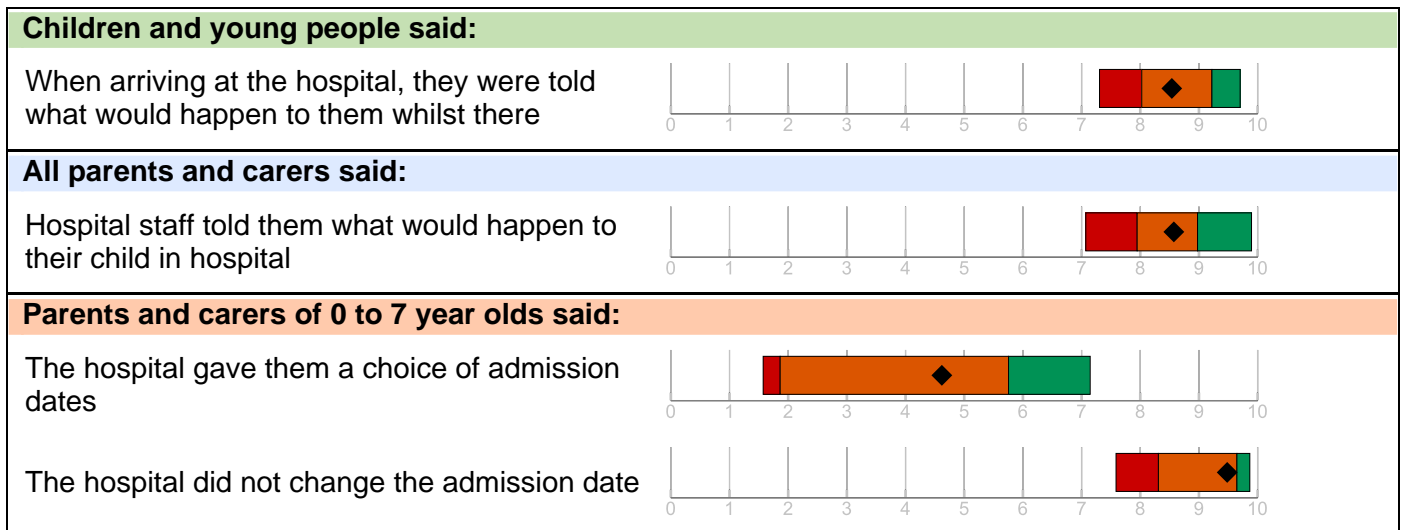 Children and young people said:
When arriving at the hospital, they were told
what would happen to them whilst there
0 1 2 3 4 5 6 7 8 9 10
All parents and carers said:
Hospital staff told them what would happen to
their child in hospital
0 1 2 3 4 5 6 7 8 9 10
Parents and carers of 0 to 7 year olds said:
The hospital gave them a choice of admission
dates
0 1 2 3 4 5 6 7 8 9 10
The hospital did not change the admission date
0 1 2 3 4 5 6 7 8 9 10